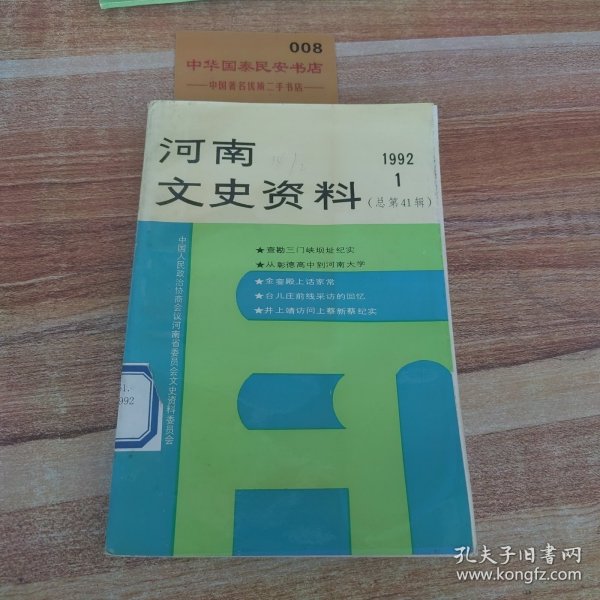 008
中华国泰民安书店
中国著名优质二手书店
河南
文史资料
1992
1
(总第41辑)
★查勘三门峡坝址纪实
★从彰德高中到河南大学
★金銮殿上话家常
★台儿庄前线采访的回忆
★井上靖访问上蔡新蔡纪实
中国人民政治协商会议河南省委员会文史资料委员会
992
孔夫子旧书网
www.kongfz.com